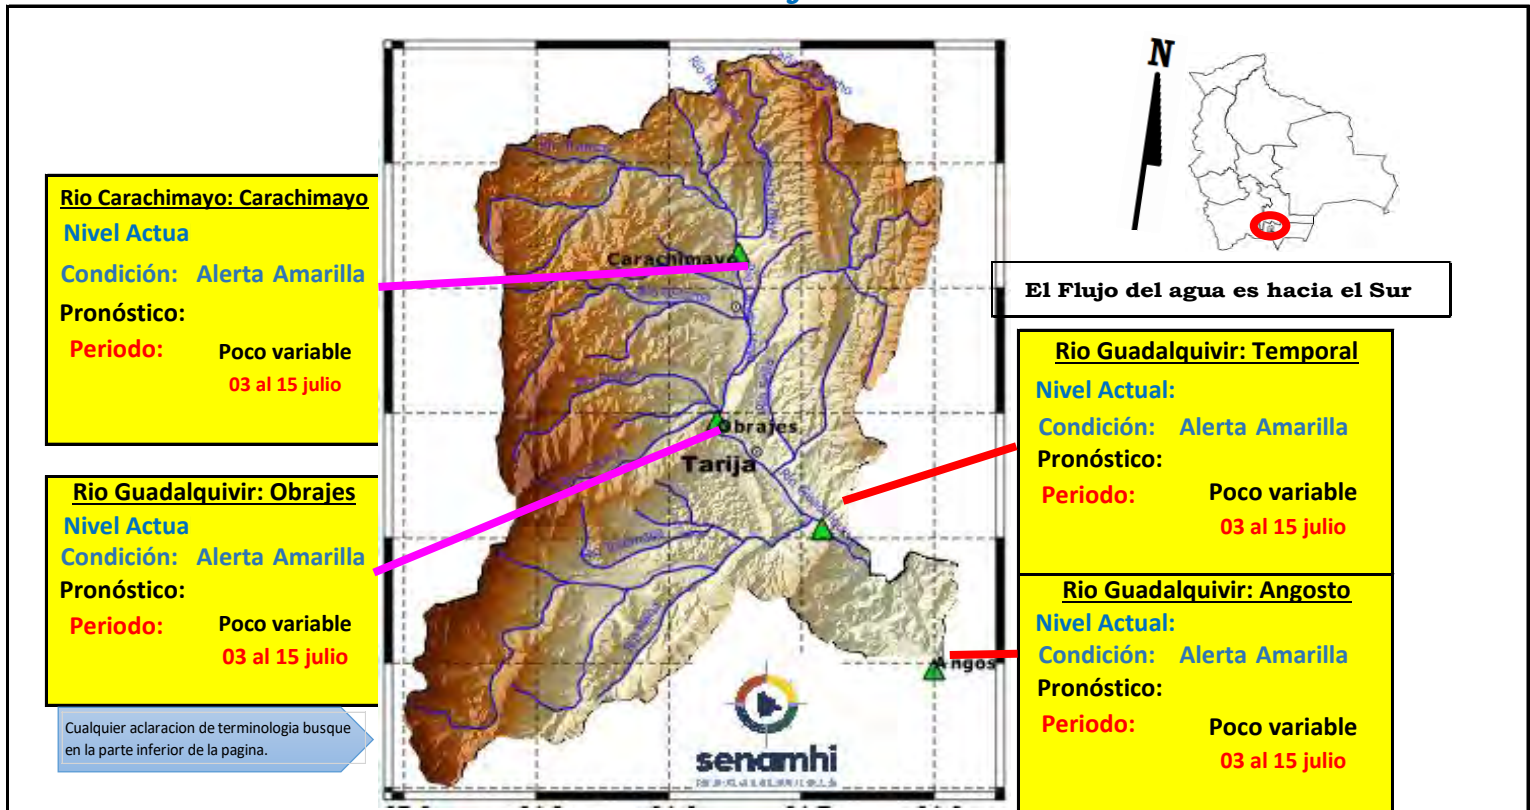 Rio Carachimayo: Carachimayo
Nivel Actua
Condición: Alerta Amarilla
Pronóstico:
Periodo: Poco variable
03 al 15 julio
Rio Guadalquivir: Obrajes
Nivel Actua
Condición: Alerta Amarilla
Pronóstico:
Periodo: Poco variable
03 al 15 julio
Cualquier aclaracion de terminologia busque
en la parte inferior de la pagina.
Carachimayo
Obrajes
Tarija
Angos
senamhi
N
El Flujo del agua es hacia el Sur
Rio Guadalquivir: Temporal
Nivel Actual:
Condición: Alerta Amarilla
Pronóstico:
Periodo: Poco variable
03 al 15 julio
Rio Guadalquivir: Angosto
Nivel Actual:
Condición: Alerta Amarilla
Pronóstico:
Periodo: Poco variable
03 al 15 julio